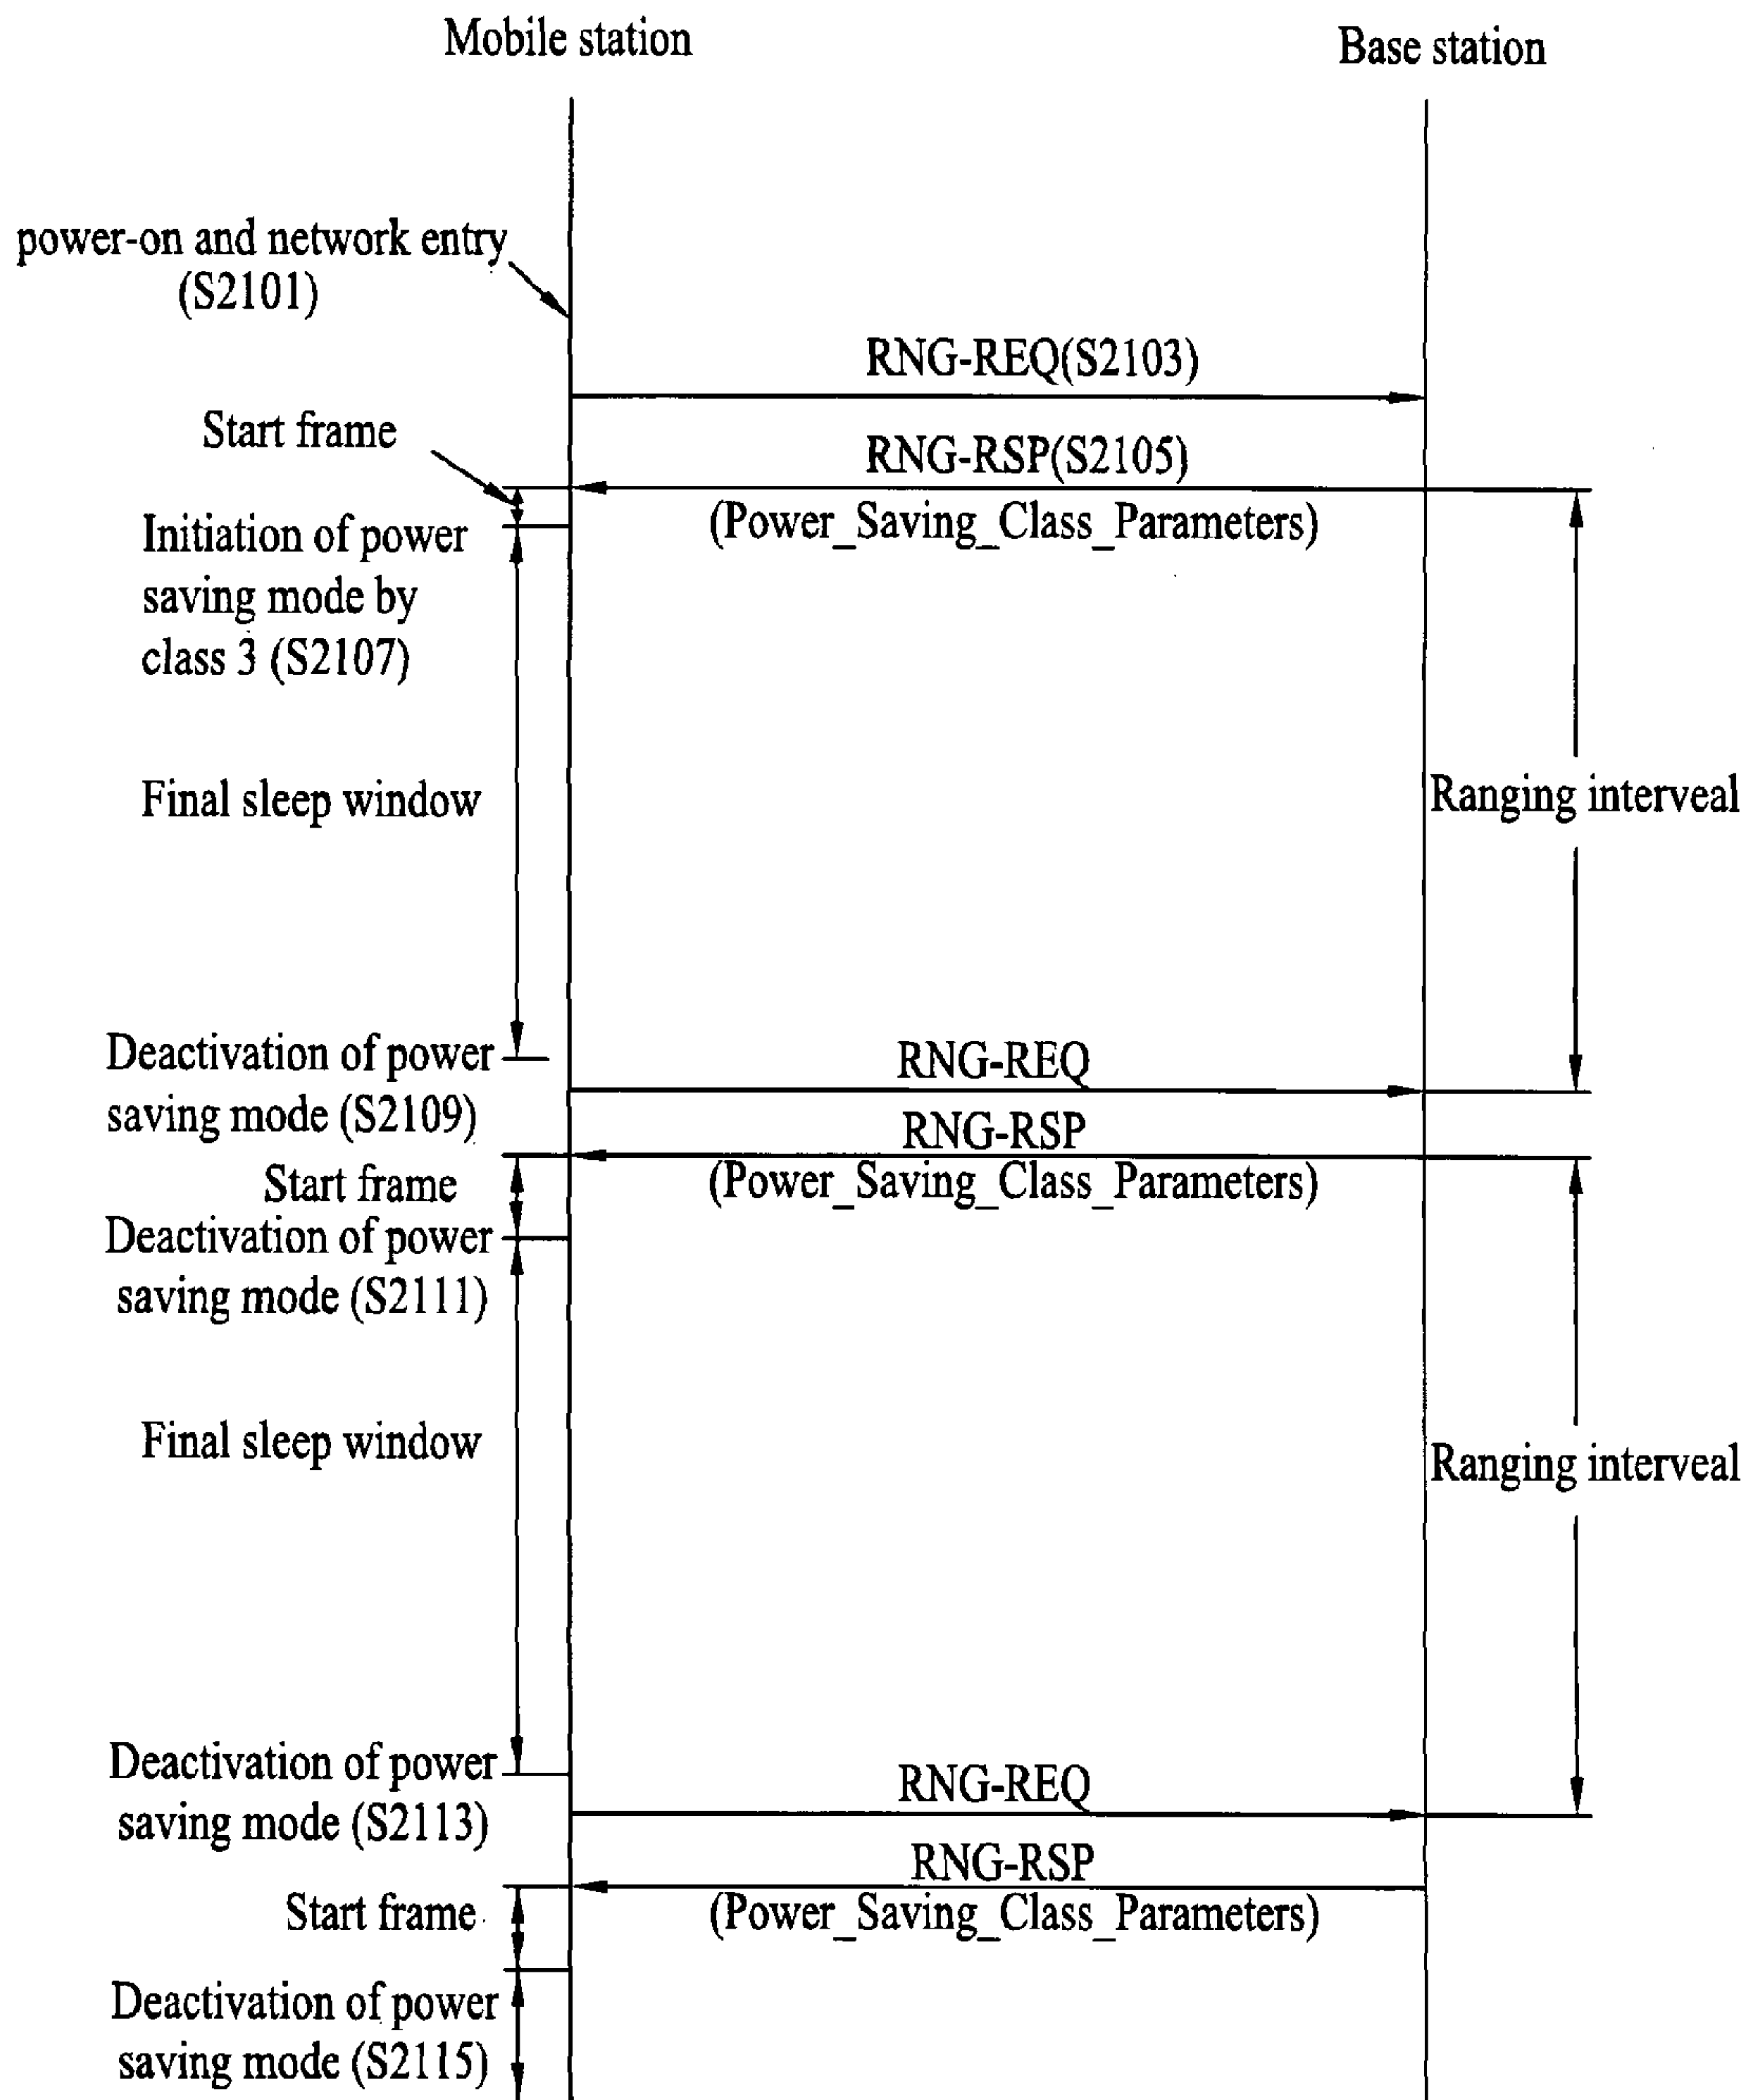 Mobile station
Base station
power-on and network entry
(S2101)
RNG-REQ(S2103)
Start frame
RNG-RSP(S2105)
(Power_Saving_Class_Parameters)
Initiation of power
saving mode by
class 3 (S2107)
Final sleep window
Ranging interveal
Deactivation of power
saving mode (S2109)
RNG-REQ
RNG-RSP
(Power_Saving_Class_Parameters)
Start frame
Deactivation of power
saving mode (S2111)
Final sleep window
Ranging interveal
Deactivation of power
saving mode (S2113)
RNG-REQ
RNG-RSP
(Power_Saving_Class_Parameters)
Start frame
Deactivation of power
saving mode (S2115)